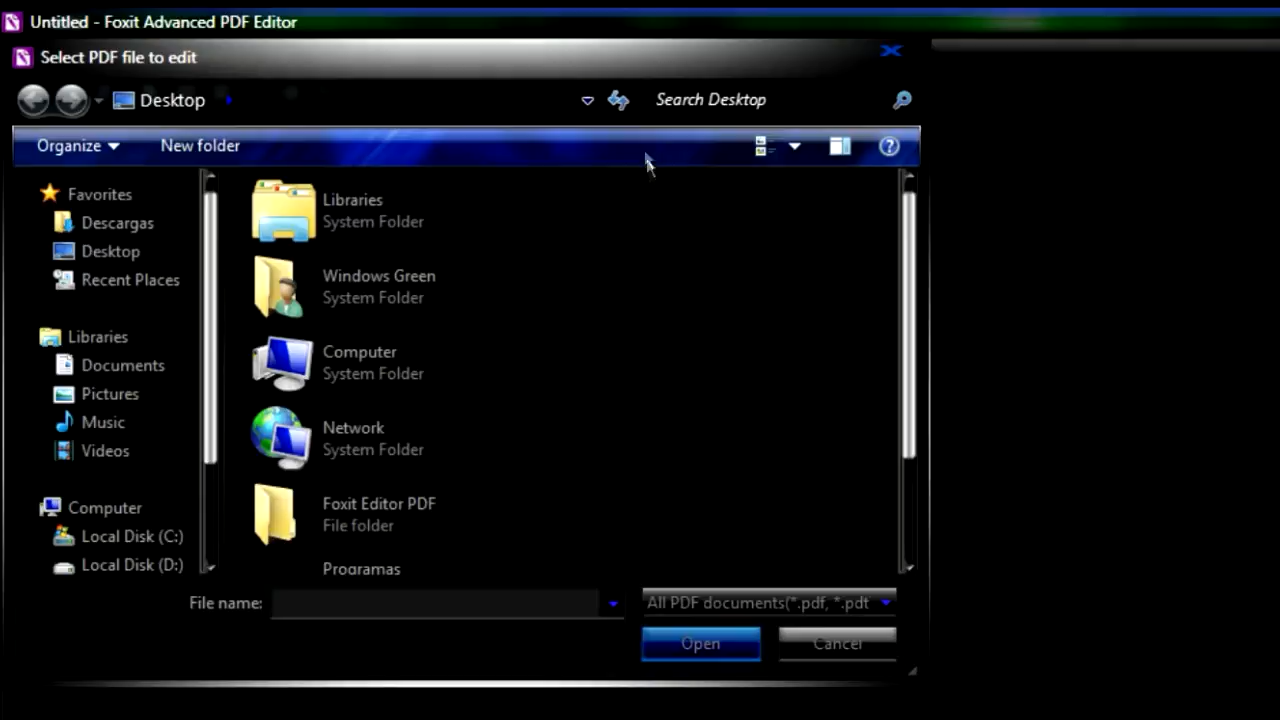 Untitled - Foxit Advanced PDF Editor
Select PDF file to edit
Desktop
Search Desktop
Organize
New folder
Favorites
Descargas
Desktop
Recent Places
Libraries
Documents
Pictures
Music
Videos
Computer
Local Disk (C:)
Local Disk (D:)
Libraries
System Folder
Windows Green
System Folder
Computer
System Folder
Network
System Folder
Foxit Editor PDF
File folder
Programas
File name:
All PDF documents(*.pdf, *.pdt
Open
Cancel